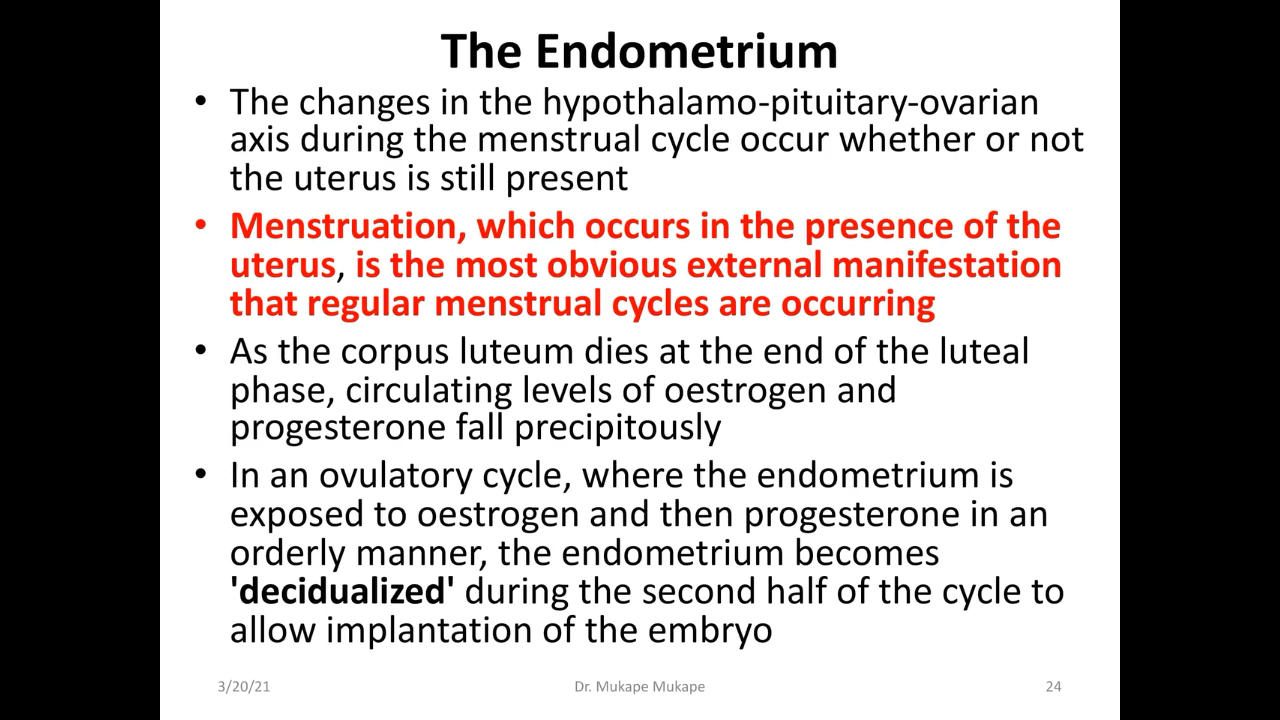 The Endometrium
• The changes in the hypothalamo-pituitary-ovarian
axis during the menstrual cycle occur whether or not
the uterus is still present
• Menstruation, which occurs in the presence of the
uterus, is the most obvious external manifestation
that regular menstrual cycles are occurring
• As the corpus luteum dies at the end of the luteal
phase, circulating levels of oestrogen and
progesterone fall precipitously
• In an ovulatory cycle, where the endometrium is
exposed to oestrogen and then progesterone in an
orderly manner, the endometrium becomes
'decidualized' during the second half of the cycle to
allow implantation of the embryo
3/20/21 Dr. Mukape Mukape 24